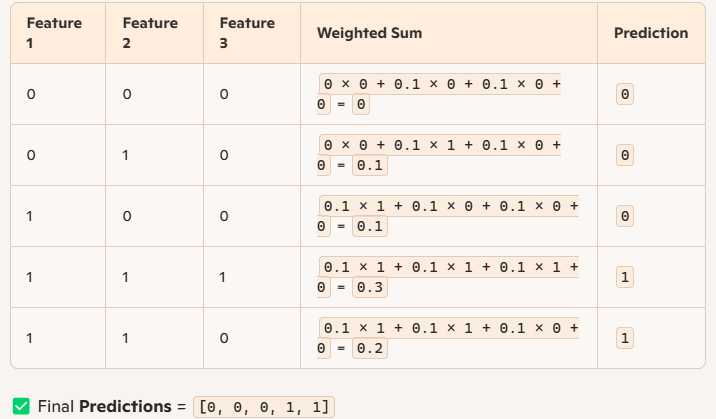 Feature 1 Feature 2 Feature 3 Weighted Sum Prediction
0 0 0 0 × 0 + 0.1 × 0 + 0.1 × 0 + 0 = 0 0
0 1 0 0 × 0 + 0.1 × 1 + 0.1 × 0 + 0 = 0.1 0
1 0 0 0.1 × 1 + 0.1 × 0 + 0.1 × 0 + 0 = 0.1 0
1 1 1 0.1 × 1 + 0.1 × 1 + 0.1 × 1 + 0 = 0.3 1
1 1 0 0.1 × 1 + 0.1 × 1 + 0.1 × 0 + 0 = 0.2 1
✅ Final Predictions = [0, 0, 0, 1, 1]